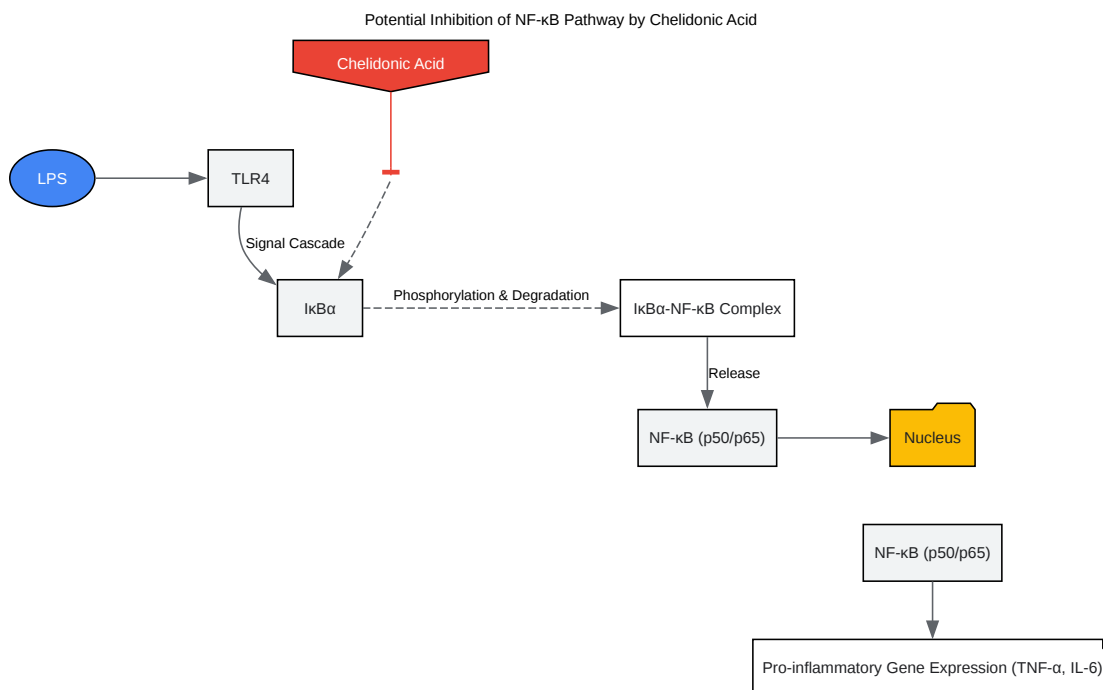 Potential Inhibition of NF-κB Pathway by Chelidonic Acid
Chelidonic Acid
LPS
TLR4
Signal Cascade
IκBα
Phosphorylation & Degradation
IκBα-NF-κB Complex
Release
NF-κB (p50/p65)
Nucleus
NF-κB (p50/p65)
Pro-inflammatory Gene Expression (TNF-α, IL-6)